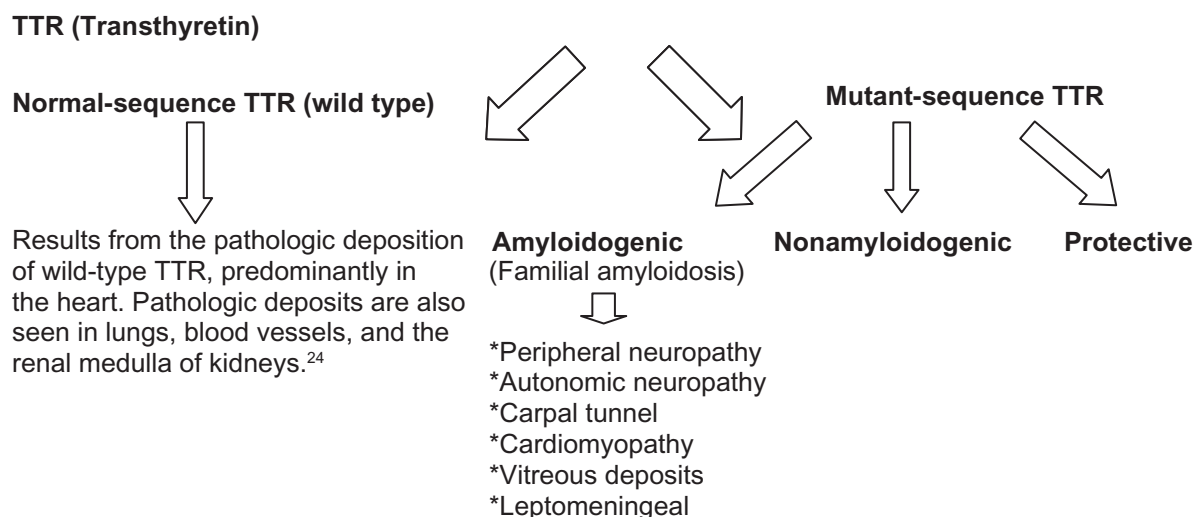 TTR (Transthyretin)
Normal-sequence TTR (wild type)
Mutant-sequence TTR
Results from the pathologic deposition
of wild-type TTR, predominantly in
the heart. Pathologic deposits are also
seen in lungs, blood vessels, and the
renal medulla of kidneys.24
Amyloidogenic
(Familial amyloidosis)
*Peripheral neuropathy
*Autonomic neuropathy
*Carpal tunnel
*Cardiomyopathy
*Vitreous deposits
*Leptomeningeal
Nonamyloidogenic
Protective